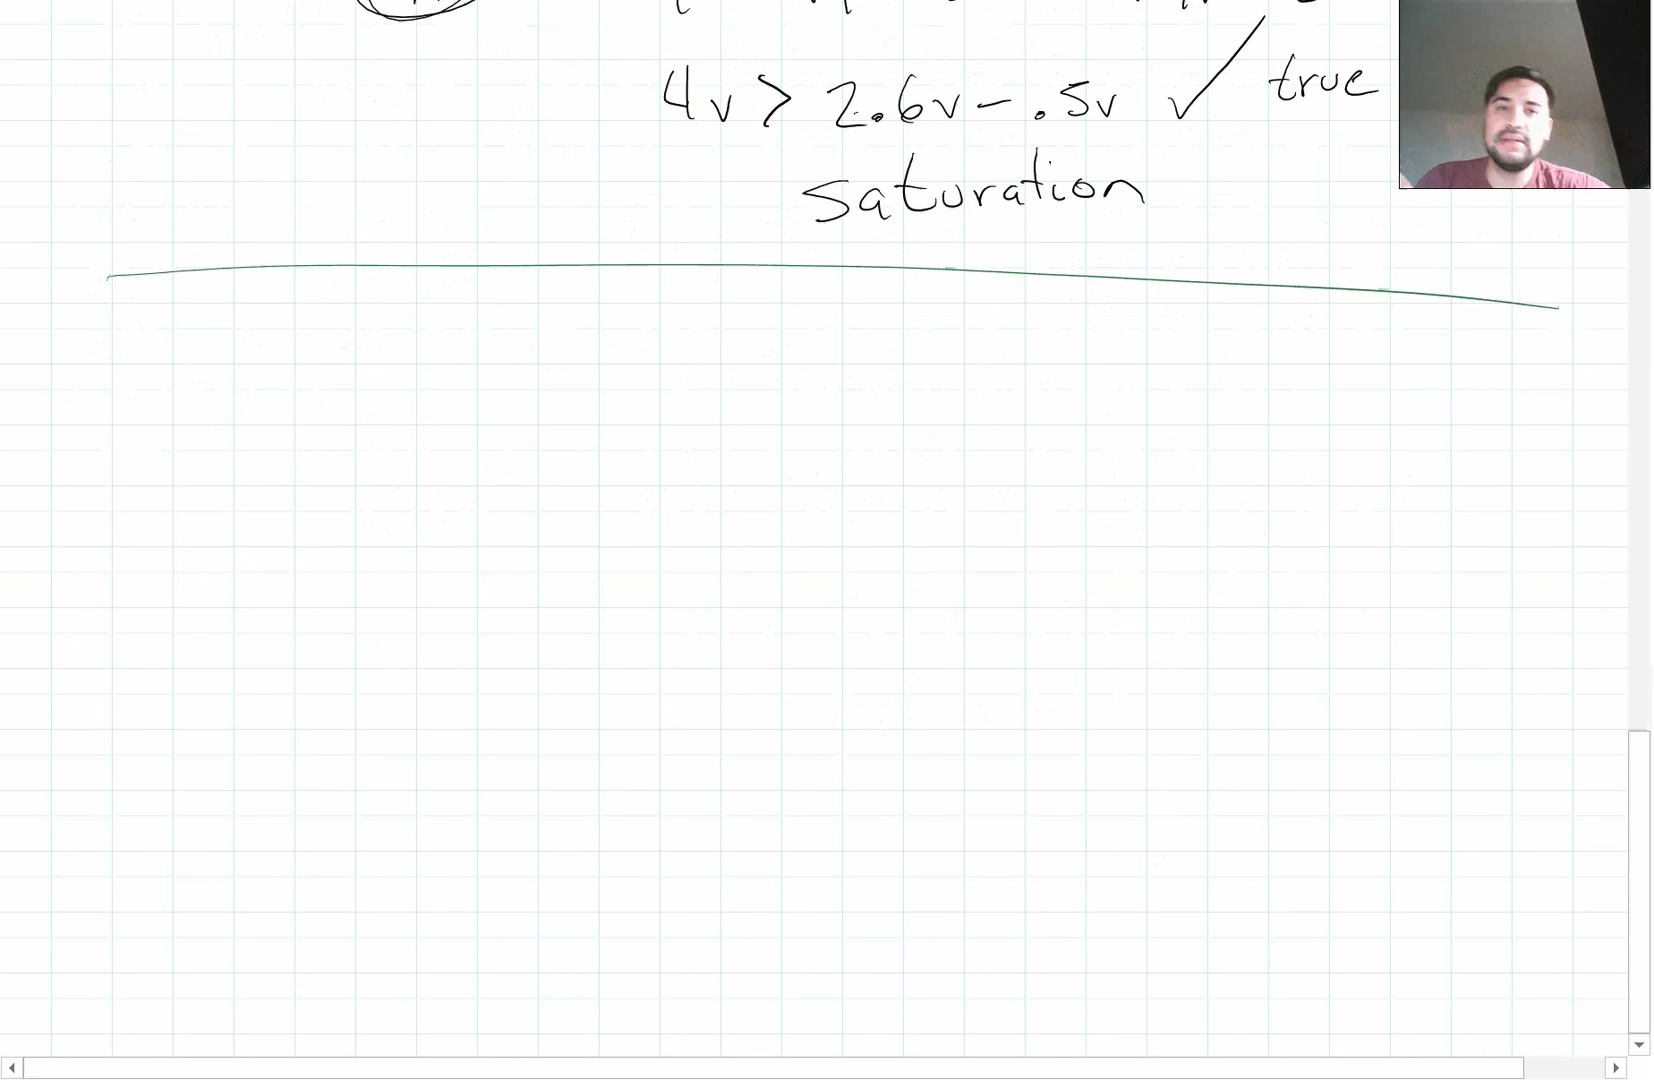 4v > 2.6v - .5v ✓ true
saturation